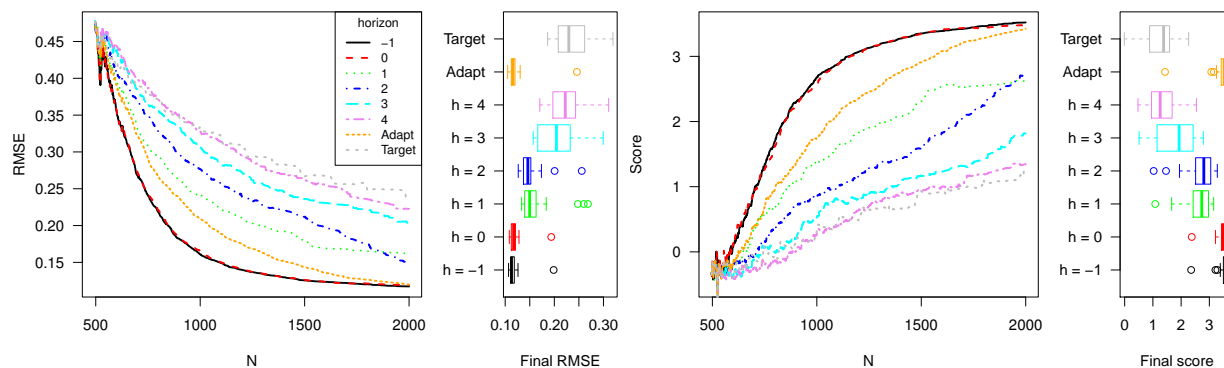 RMSE
0.45
0.40
0.35
0.30
0.25
0.20
0.15
500
1000
1500
2000
N
horizon
−1
0
1
2
3
4
Adapt
Target
Target
Adapt
h = 4
h = 3
h = 2
h = 1
h = 0
h = −1
0.10
0.20
0.30
Final RMSE
Score
3
2
1
0
500
1000
1500
2000
N
Target
Adapt
h = 4
h = 3
h = 2
h = 1
h = 0
h = −1
0
1
2
3
Final score